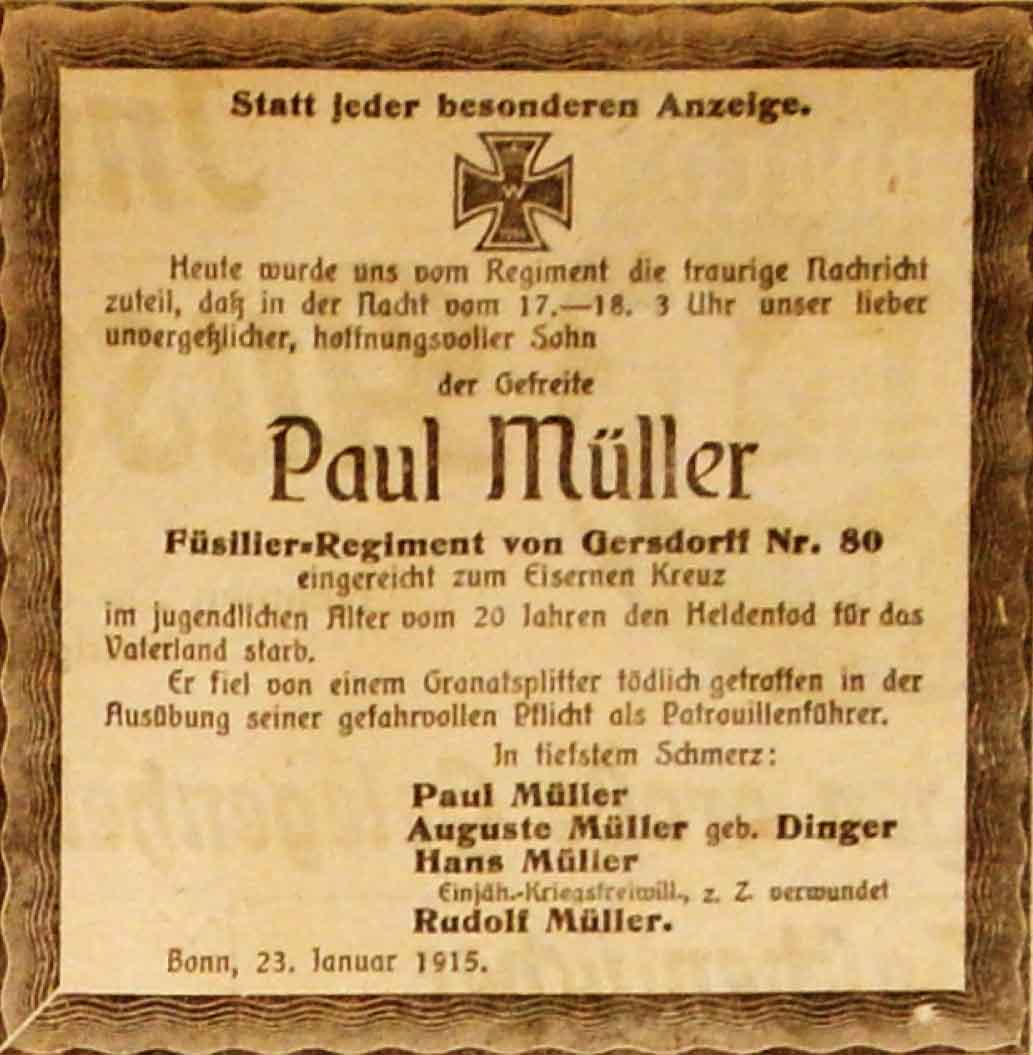 Statt jeder besonderen Anzeige.
W
Heute wurde uns vom Regiment die traurige Nachricht
zuteil, daß in der Nacht vom 17.—18. 3 Uhr unser lieber
unvergeßlicher, hoffnungsvoller Sohn
der Gefreite
Paul Müller
Füsilier-Regiment von Gersdorff Nr. 80
eingereicht zum Eisernen Kreuz
im jugendlichen Alter vom 20 Jahren den Heldentod für das
Vaterland starb.
Er fiel von einem Granatsplitter tödlich getroffen in der
Ausübung seiner gefahrvollen Pflicht als Patrouillenführer.
In tiefstem Schmerz:
Paul Müller
Auguste Müller geb. Dinger
Hans Müller
Einjäh.-Kriegsfreiwill., z. Z. verwundet
Rudolf Müller.
Bonn, 23. Januar 1915.